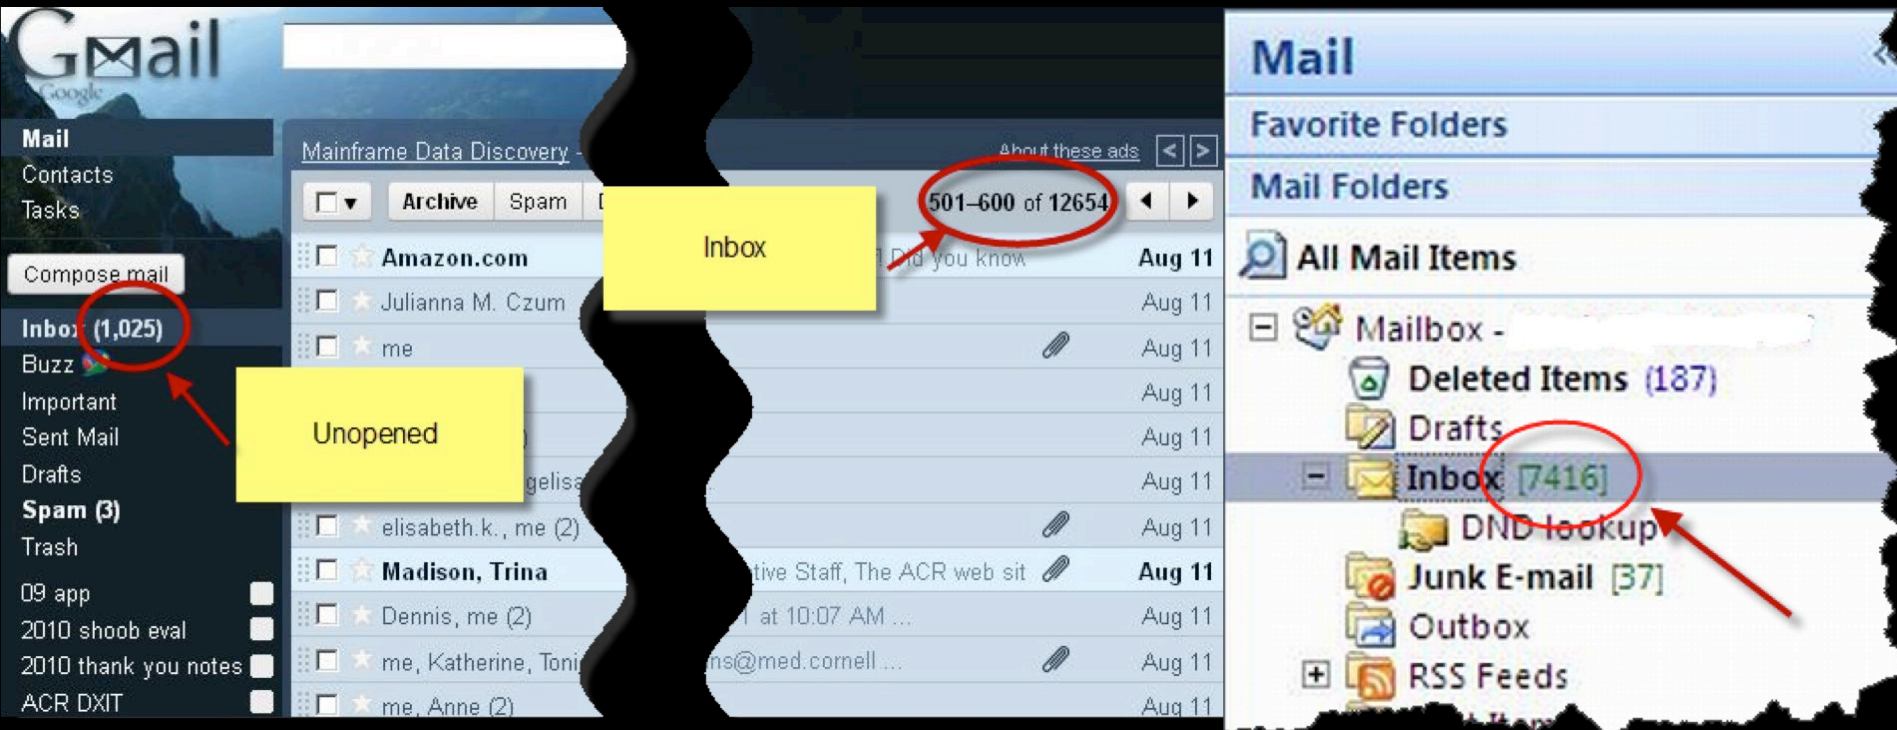 Gmail
Google
Mail
Contacts
Tasks
Compose mail
Inbox (1,025)
Buzz
Important
Sent Mail
Drafts
Spam (3)
Trash
09 app
2010 shoob eval
2010 thank you notes
ACR DXIT
Unopened
Mainframe Data Discovery -
About these ads < >
Archive Spam
Inbox
501–600 of 12654
Amazon.com Did you know Aug 11
Julianna M. Czum Aug 11
me Aug 11
Aug 11
Aug 11
Aug 11
elisabeth.k., me (2) Aug 11
Madison, Trina Staff, The ACR web sit Aug 11
Dennis, me (2) at 10:07 AM ... Aug 11
me, Katherine, Toni ns@med.cornell ... Aug 11
me, Anne (2) Aug 11
Mail
Favorite Folders
Mail Folders
All Mail Items
Mailbox -
Deleted Items (187)
Drafts
Inbox [7416]
DND lookup
Junk E-mail [37]
Outbox
RSS Feeds